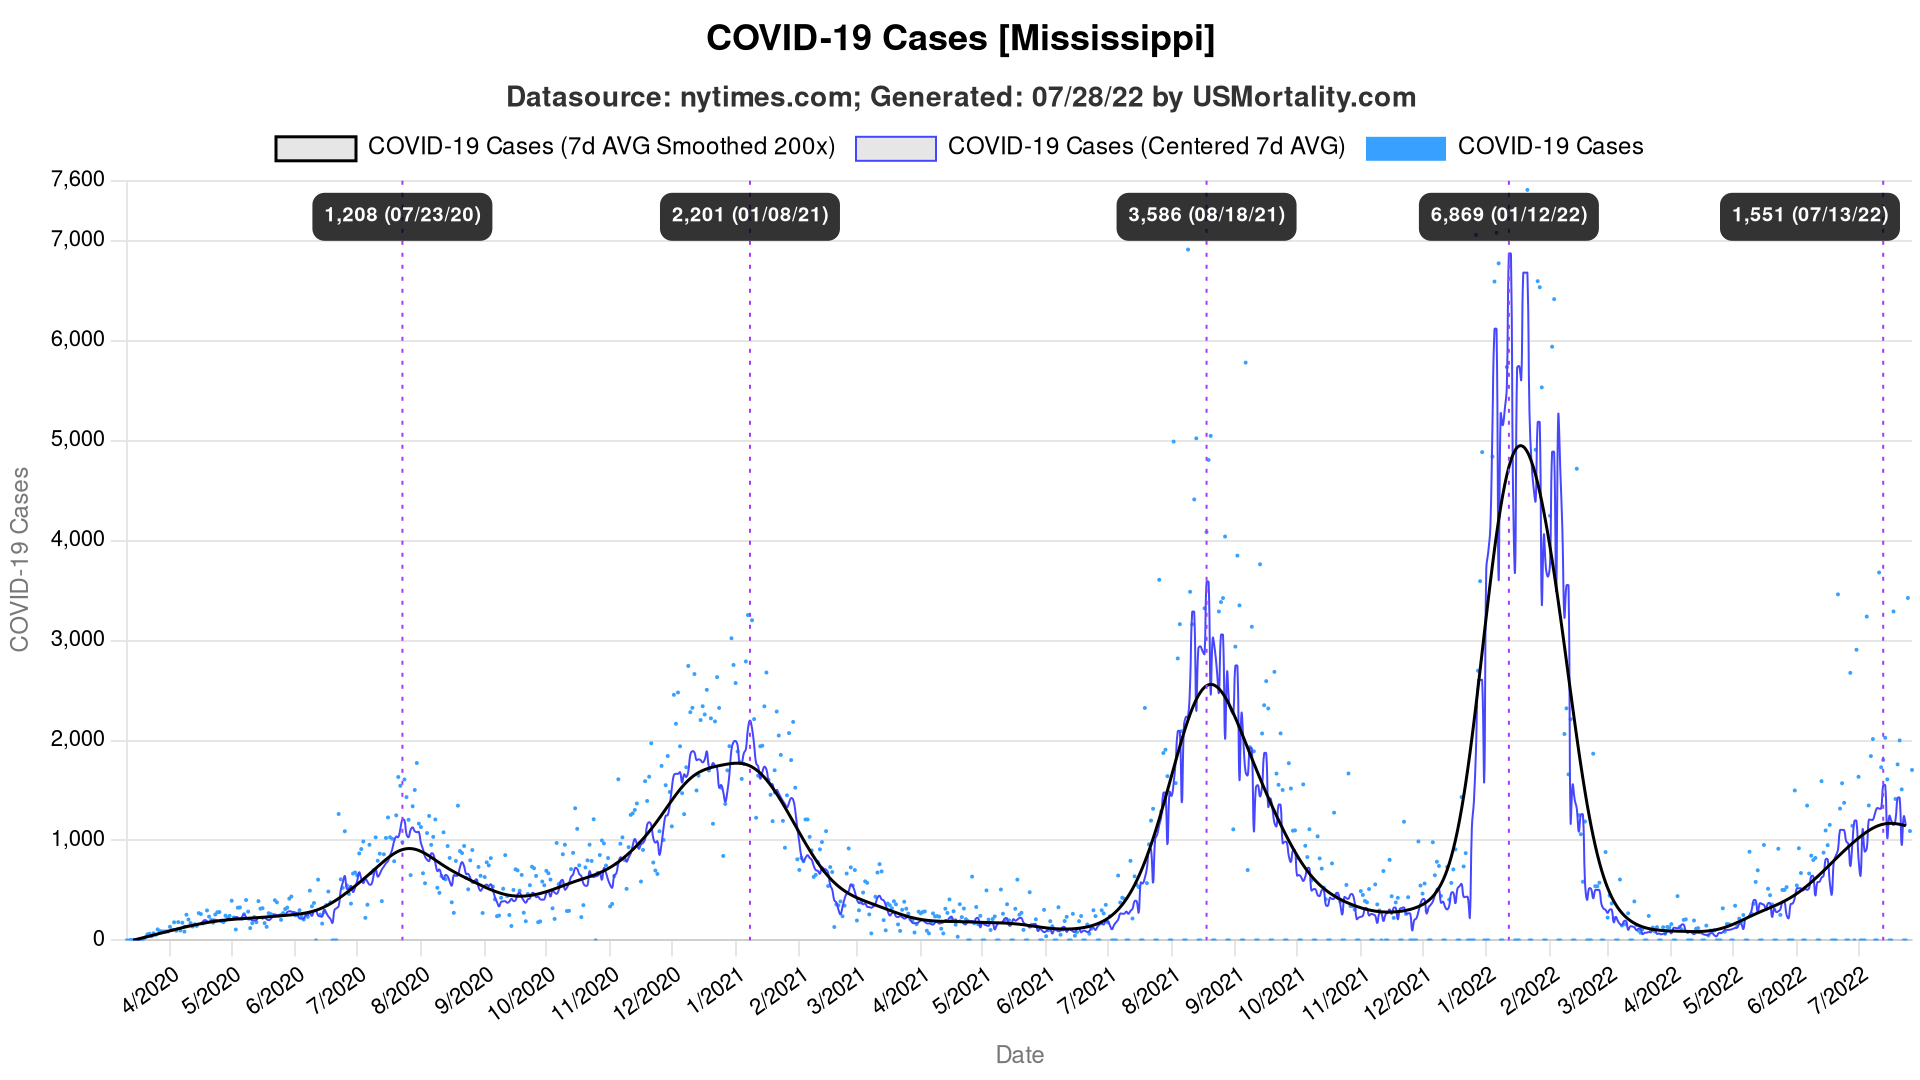 COVID-19 Cases [Mississippi]
Datasource: nytimes.com; Generated: 07/28/22 by USMortality.com
COVID-19 Cases (7d AVG Smoothed 200x) COVID-19 Cases (Centered 7d AVG) COVID-19 Cases
1,208 (07/23/20) 2,201 (01/08/21) 3,586 (08/18/21) 6,869 (01/12/22) 1,551 (07/13/22)
7,600
7,000
6,000
5,000
4,000
3,000
2,000
1,000
0
COVID-19 Cases
4/2020 5/2020 6/2020 7/2020 8/2020 9/2020 10/2020 11/2020 12/2020 1/2021 2/2021 3/2021 4/2021 5/2021 6/2021 7/2021 8/2021 9/2021 10/2021 11/2021 12/2021 1/2022 2/2022 3/2022 4/2022 5/2022 6/2022 7/2022
Date